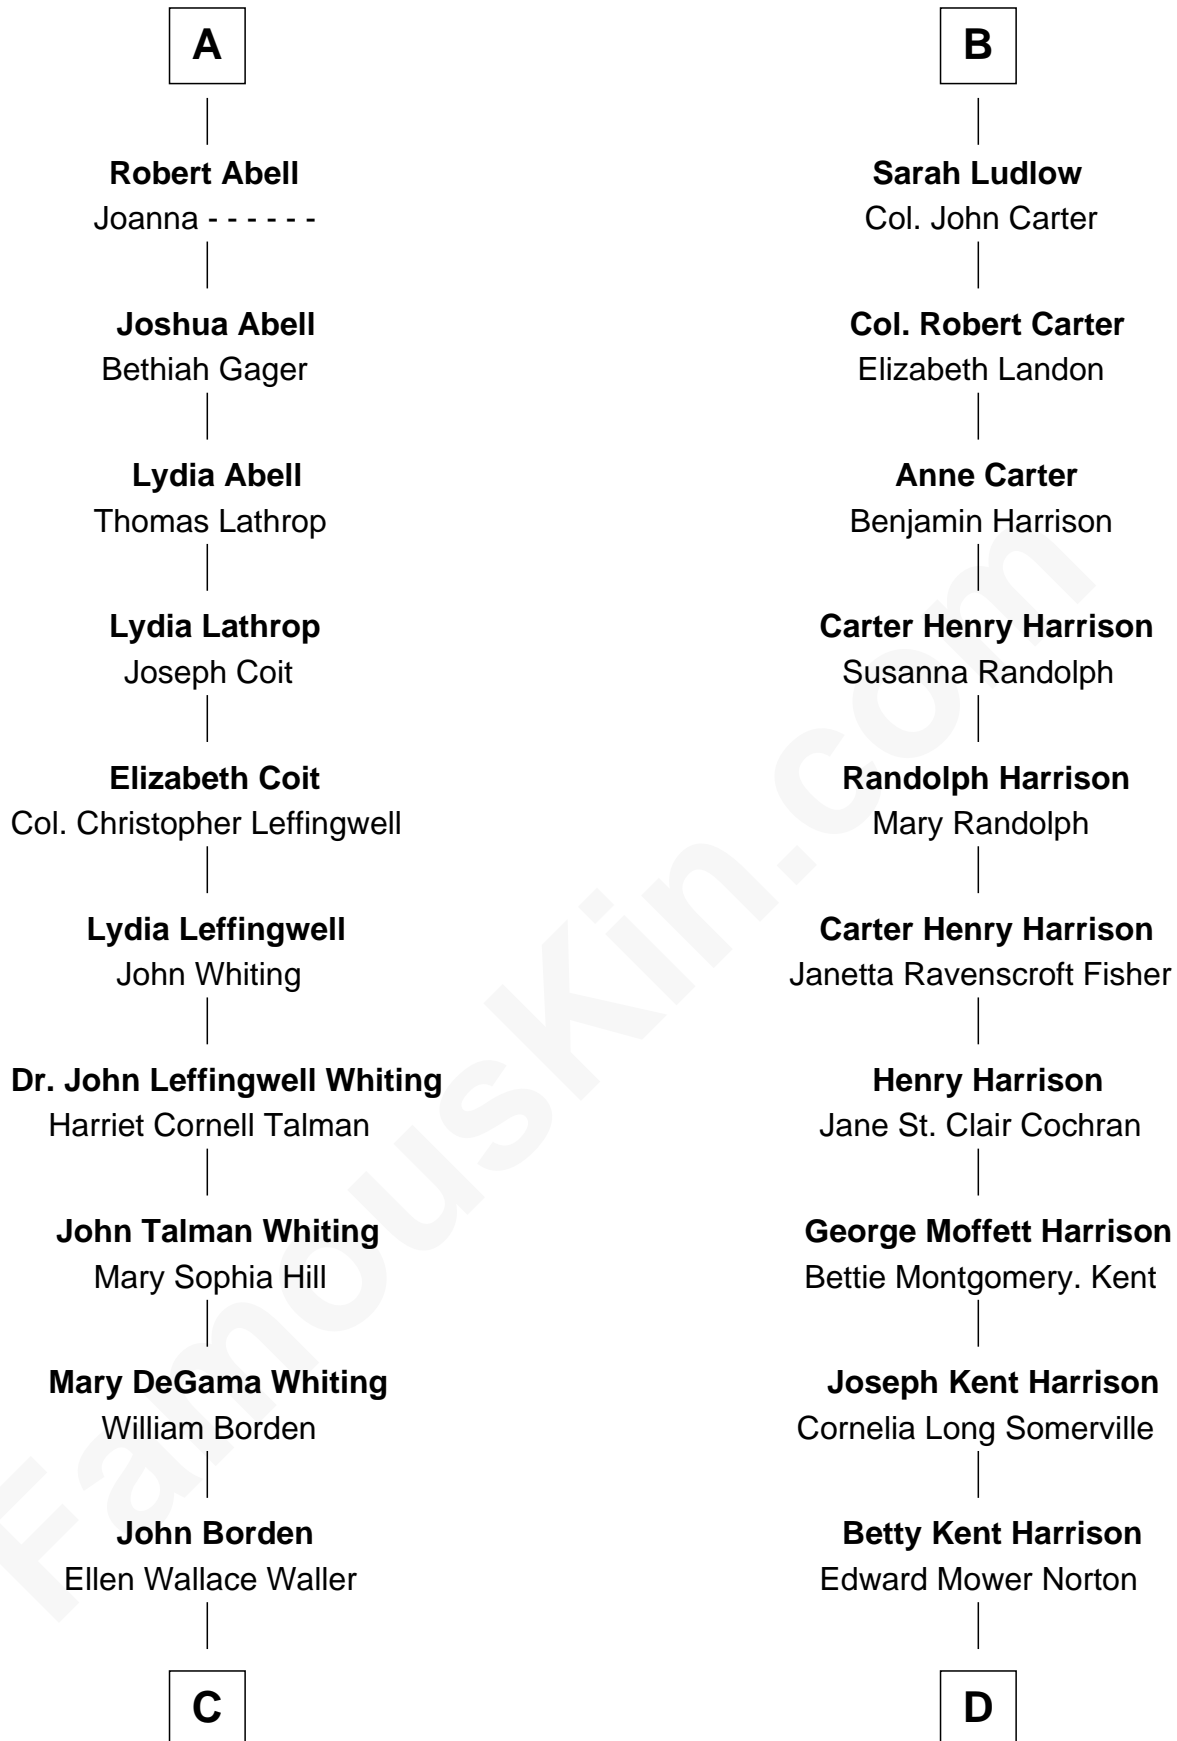 A
Robert Abell
Joanna - - - - - -
Joshua Abell
Bethiah Gager
Lydia Abell
Thomas Lathrop
Lydia Lathrop
Joseph Coit
Elizabeth Coit
Col. Christopher Leffingwell
Lydia Leffingwell
John Whiting
Dr. John Leffingwell Whiting
Harriet Cornell Talman
John Talman Whiting
Mary Sophia Hill
Mary DeGama Whiting
William Borden
John Borden
Ellen Wallace Waller
C
B
Sarah Ludlow
Col. John Carter
Col. Robert Carter
Elizabeth Landon
Anne Carter
Benjamin Harrison
Carter Henry Harrison
Susanna Randolph
Randolph Harrison
Mary Randolph
Carter Henry Harrison
Janetta Ravenscroft Fisher
Henry Harrison
Jane St. Clair Cochran
George Moffett Harrison
Bettie Montgomery. Kent
Joseph Kent Harrison
Cornelia Long Somerville
Betty Kent Harrison
Edward Mower Norton
D
FamousKin.com